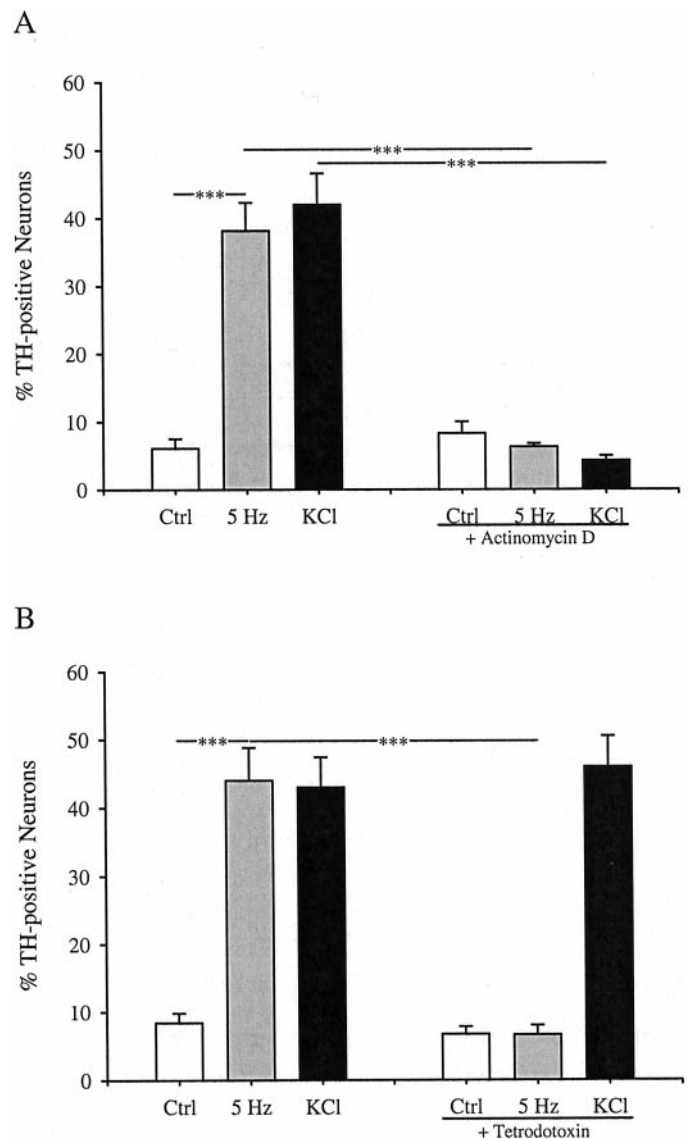 A
% TH-positive Neurons
60
50
40
30
20
10
0
***
***
***
Ctrl 5 Hz KCl Ctrl 5 Hz KCl
+ Actinomycin D
B
% TH-positive Neurons
60
50
40
30
20
10
0
*** ***
Ctrl 5 Hz KCl Ctrl 5 Hz KCl
+ Tetrodotoxin